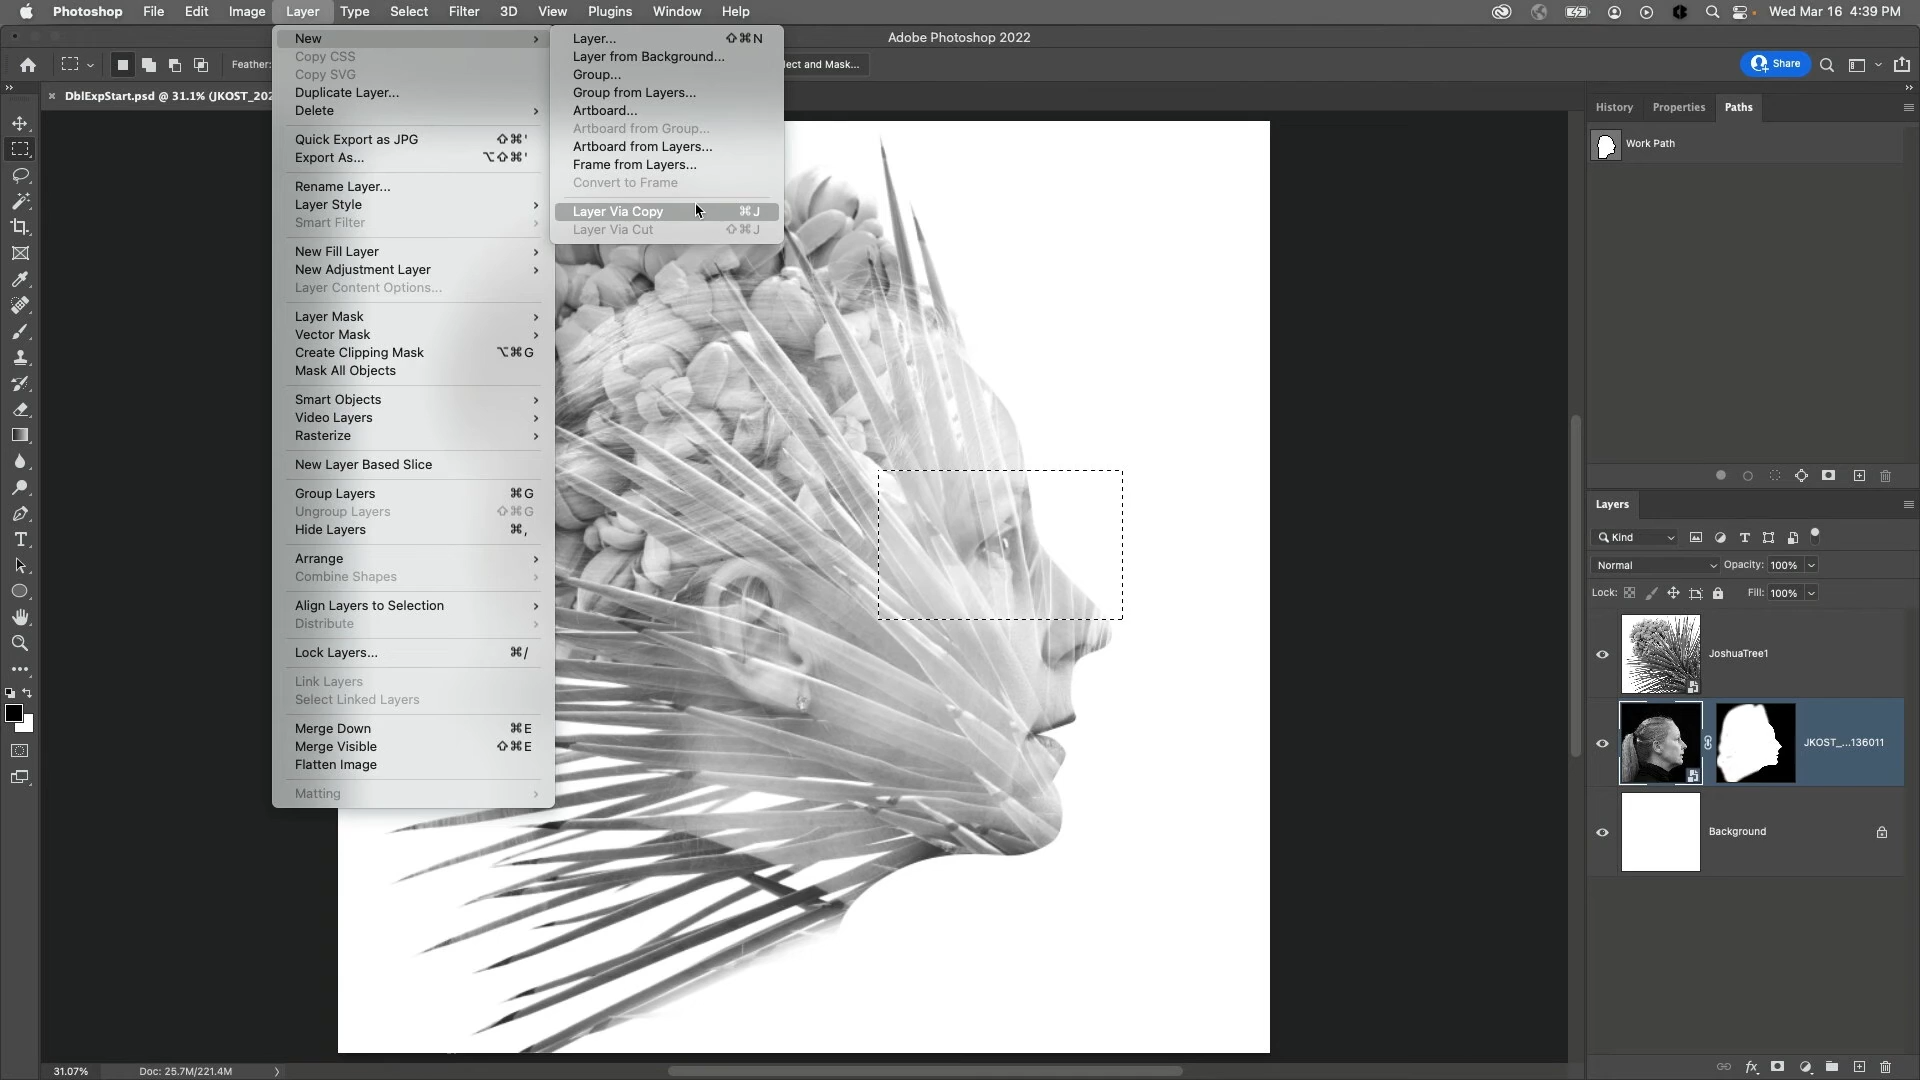 Photoshop File Edit Image Layer Type Select Filter 3D View Plugins Window Help Wed Mar 16 4:39 PM
Adobe Photoshop 2022
Feather:
lect and Mask...
Share
DblExpStart.psd @ 31.1% (JKOST_202
New
Copy CSS
Copy SVG
Duplicate Layer...
Delete
Quick Export as JPG ⇧⌘'
Export As... ⌥⇧⌘'
Rename Layer...
Layer Style
Smart Filter
New Fill Layer
New Adjustment Layer
Layer Content Options...
Layer Mask
Vector Mask
Create Clipping Mask ⌥⌘G
Mask All Objects
Smart Objects
Video Layers
Rasterize
New Layer Based Slice
Group Layers ⌘G
Ungroup Layers ⇧⌘G
Hide Layers ⌘,
Arrange
Combine Shapes
Align Layers to Selection
Distribute
Lock Layers... ⌘/
Link Layers
Select Linked Layers
Merge Down ⌘E
Merge Visible ⇧⌘E
Flatten Image
Matting
Layer... ⇧⌘N
Layer from Background...
Group...
Group from Layers...
Artboard...
Artboard from Group...
Artboard from Layers...
Frame from Layers...
Convert to Frame
Layer Via Copy ⌘J
Layer Via Cut ⇧⌘J
History Properties Paths
Work Path
Layers
Kind
Normal Opacity: 100%
Lock: Fill: 100%
JoshuaTree1
JKOST_...136011
Background
31.07% Doc: 25.7M/221.4M